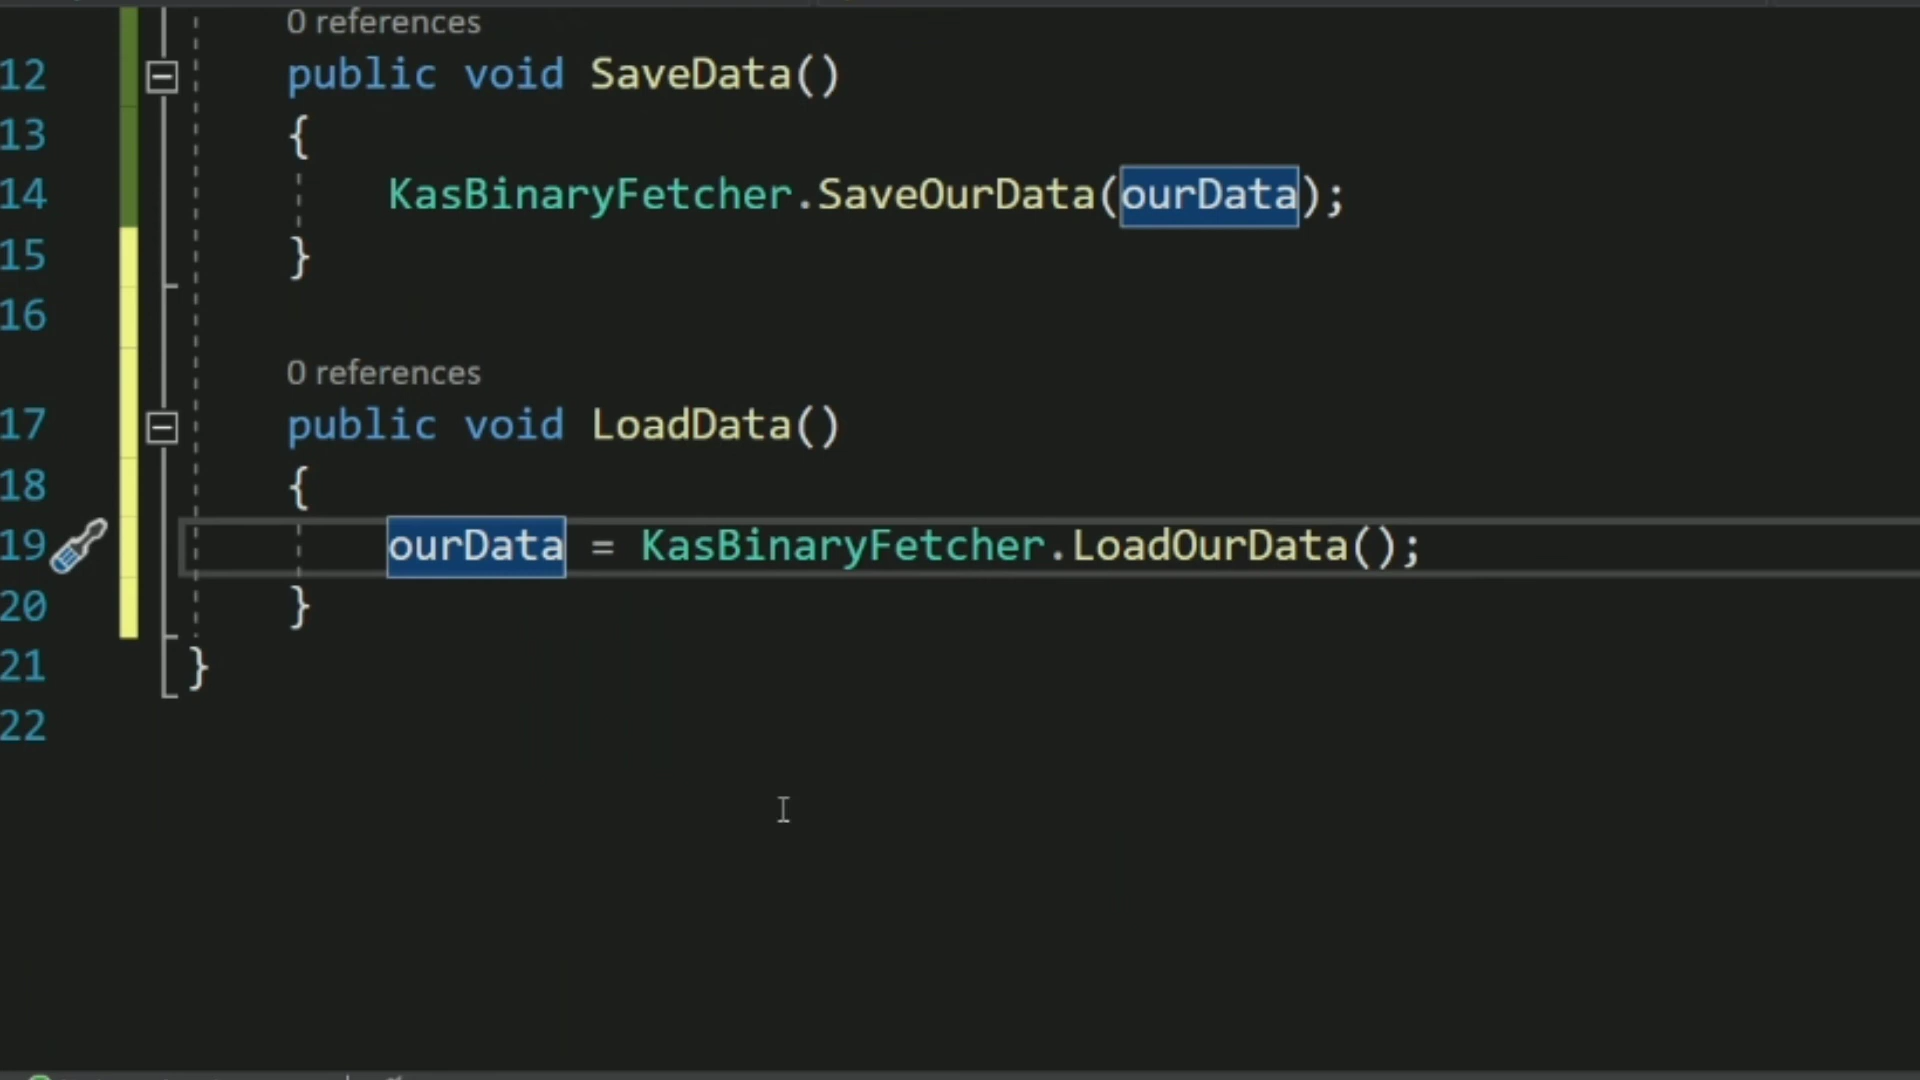 0 references
12 public void SaveData()
13 {
14 KasBinaryFetcher.SaveOurData(ourData);
15 }
16
0 references
17 public void LoadData()
18 {
19 ourData = KasBinaryFetcher.LoadOurData();
20 }
21 }
22